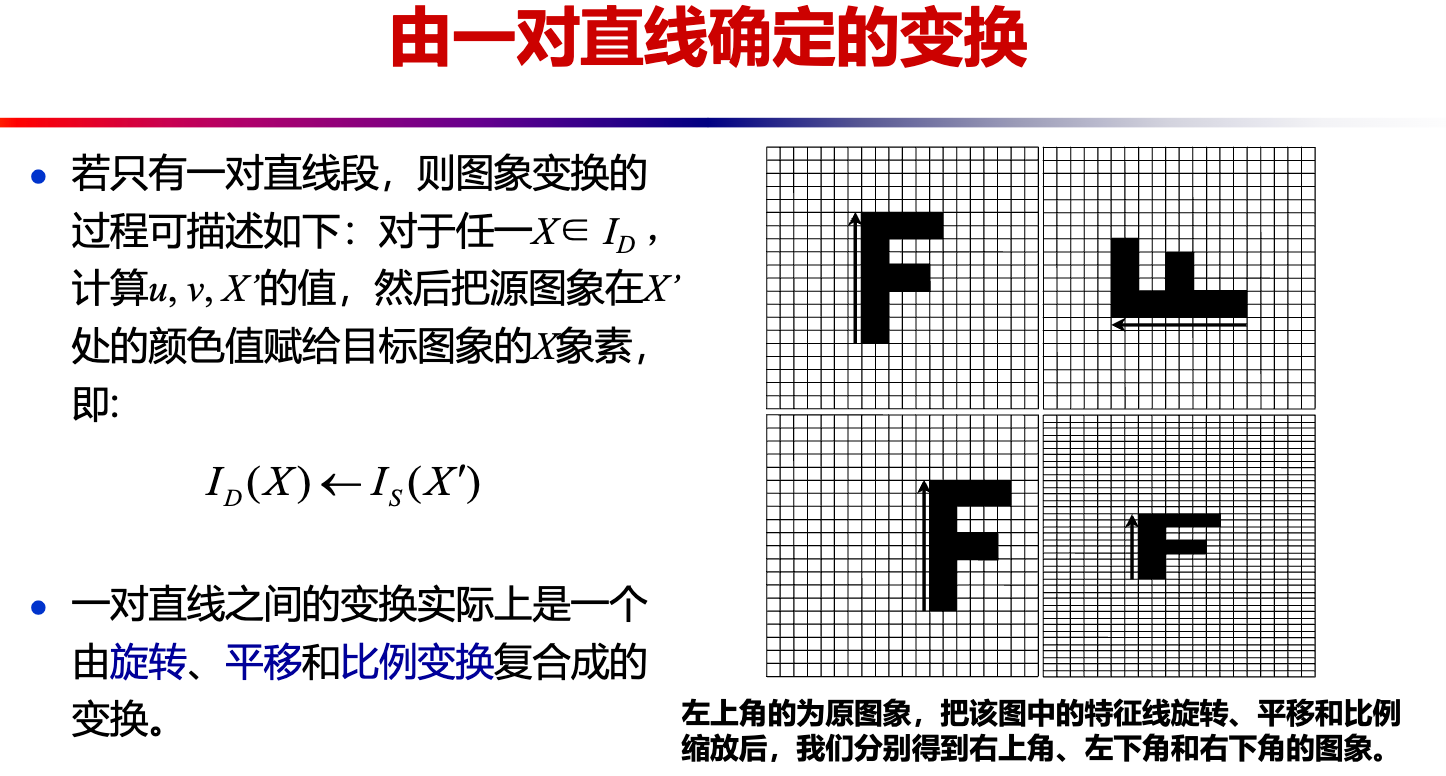 由一对直线确定的变换
• 若只有一对直线段，则图象变换的
过程可描述如下：对于任一X∈ I_D ，
计算u, v, X’的值，然后把源图象在X’
处的颜色值赋给目标图象的X象素，
即:
I_D(X) ← I_S(X′)
• 一对直线之间的变换实际上是一个
由旋转、平移和比例变换复合成的
变换。
左上角的为原图象，把该图中的特征线旋转、平移和比例
缩放后，我们分别得到右上角、左下角和右下角的图象。